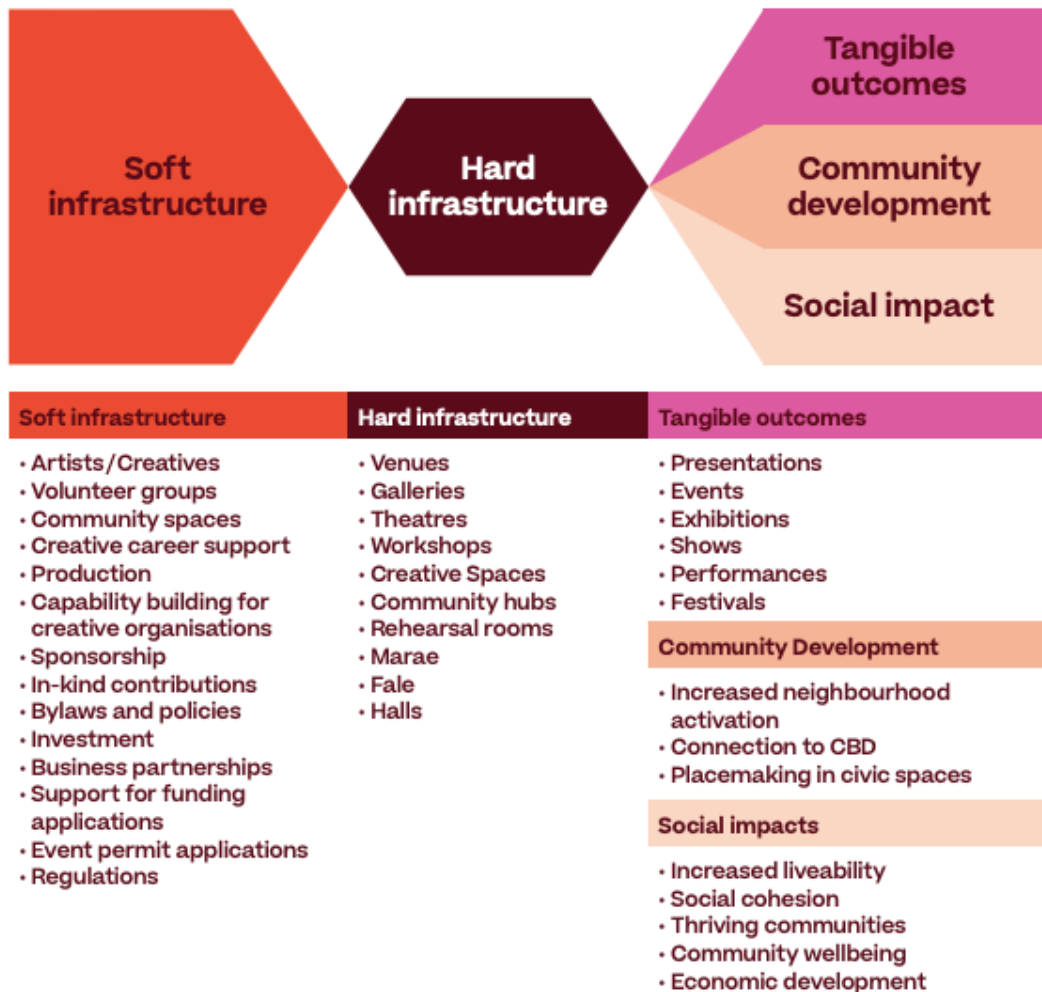 Soft
infrastructure
Hard
infrastructure
Tangible
outcomes
Community
development
Social impact
Soft infrastructure
• Artists/Creatives
• Volunteer groups
• Community spaces
• Creative career support
• Production
• Capability building for
creative organisations
• Sponsorship
• In-kind contributions
• Bylaws and policies
• Investment
• Business partnerships
• Support for funding
applications
• Event permit applications
• Regulations
Hard infrastructure
• Venues
• Galleries
• Theatres
• Workshops
• Creative Spaces
• Community hubs
• Rehearsal rooms
• Marae
• Fale
• Halls
Tangible outcomes
• Presentations
• Events
• Exhibitions
• Shows
• Performances
• Festivals
Community Development
• Increased neighbourhood
activation
• Connection to CBD
• Placemaking in civic spaces
Social impacts
• Increased liveability
• Social cohesion
• Thriving communities
• Community wellbeing
• Economic development